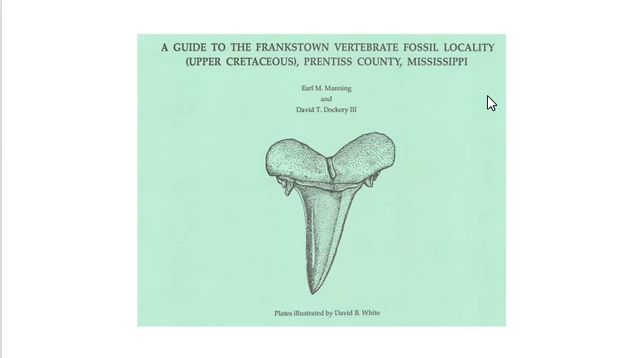 A GUIDE TO THE FRANKSTOWN VERTEBRATE FOSSIL LOCALITY
(UPPER CRETACEOUS), PRENTISS COUNTY, MISSISSIPPI
Earl M. Manning
and
David T. Dockery III
Plates illustrated by David B. White